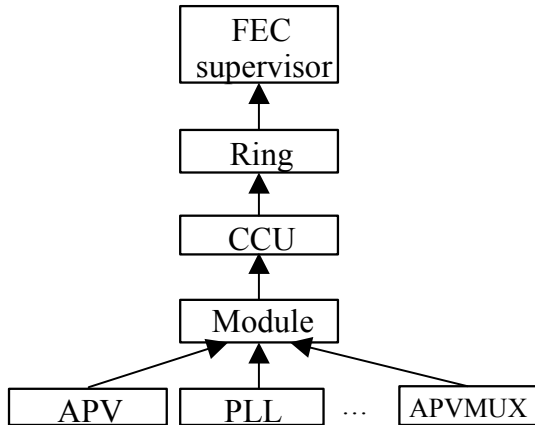 FEC
supervisor
Ring
CCU
Module
APV PLL ... APVMUX